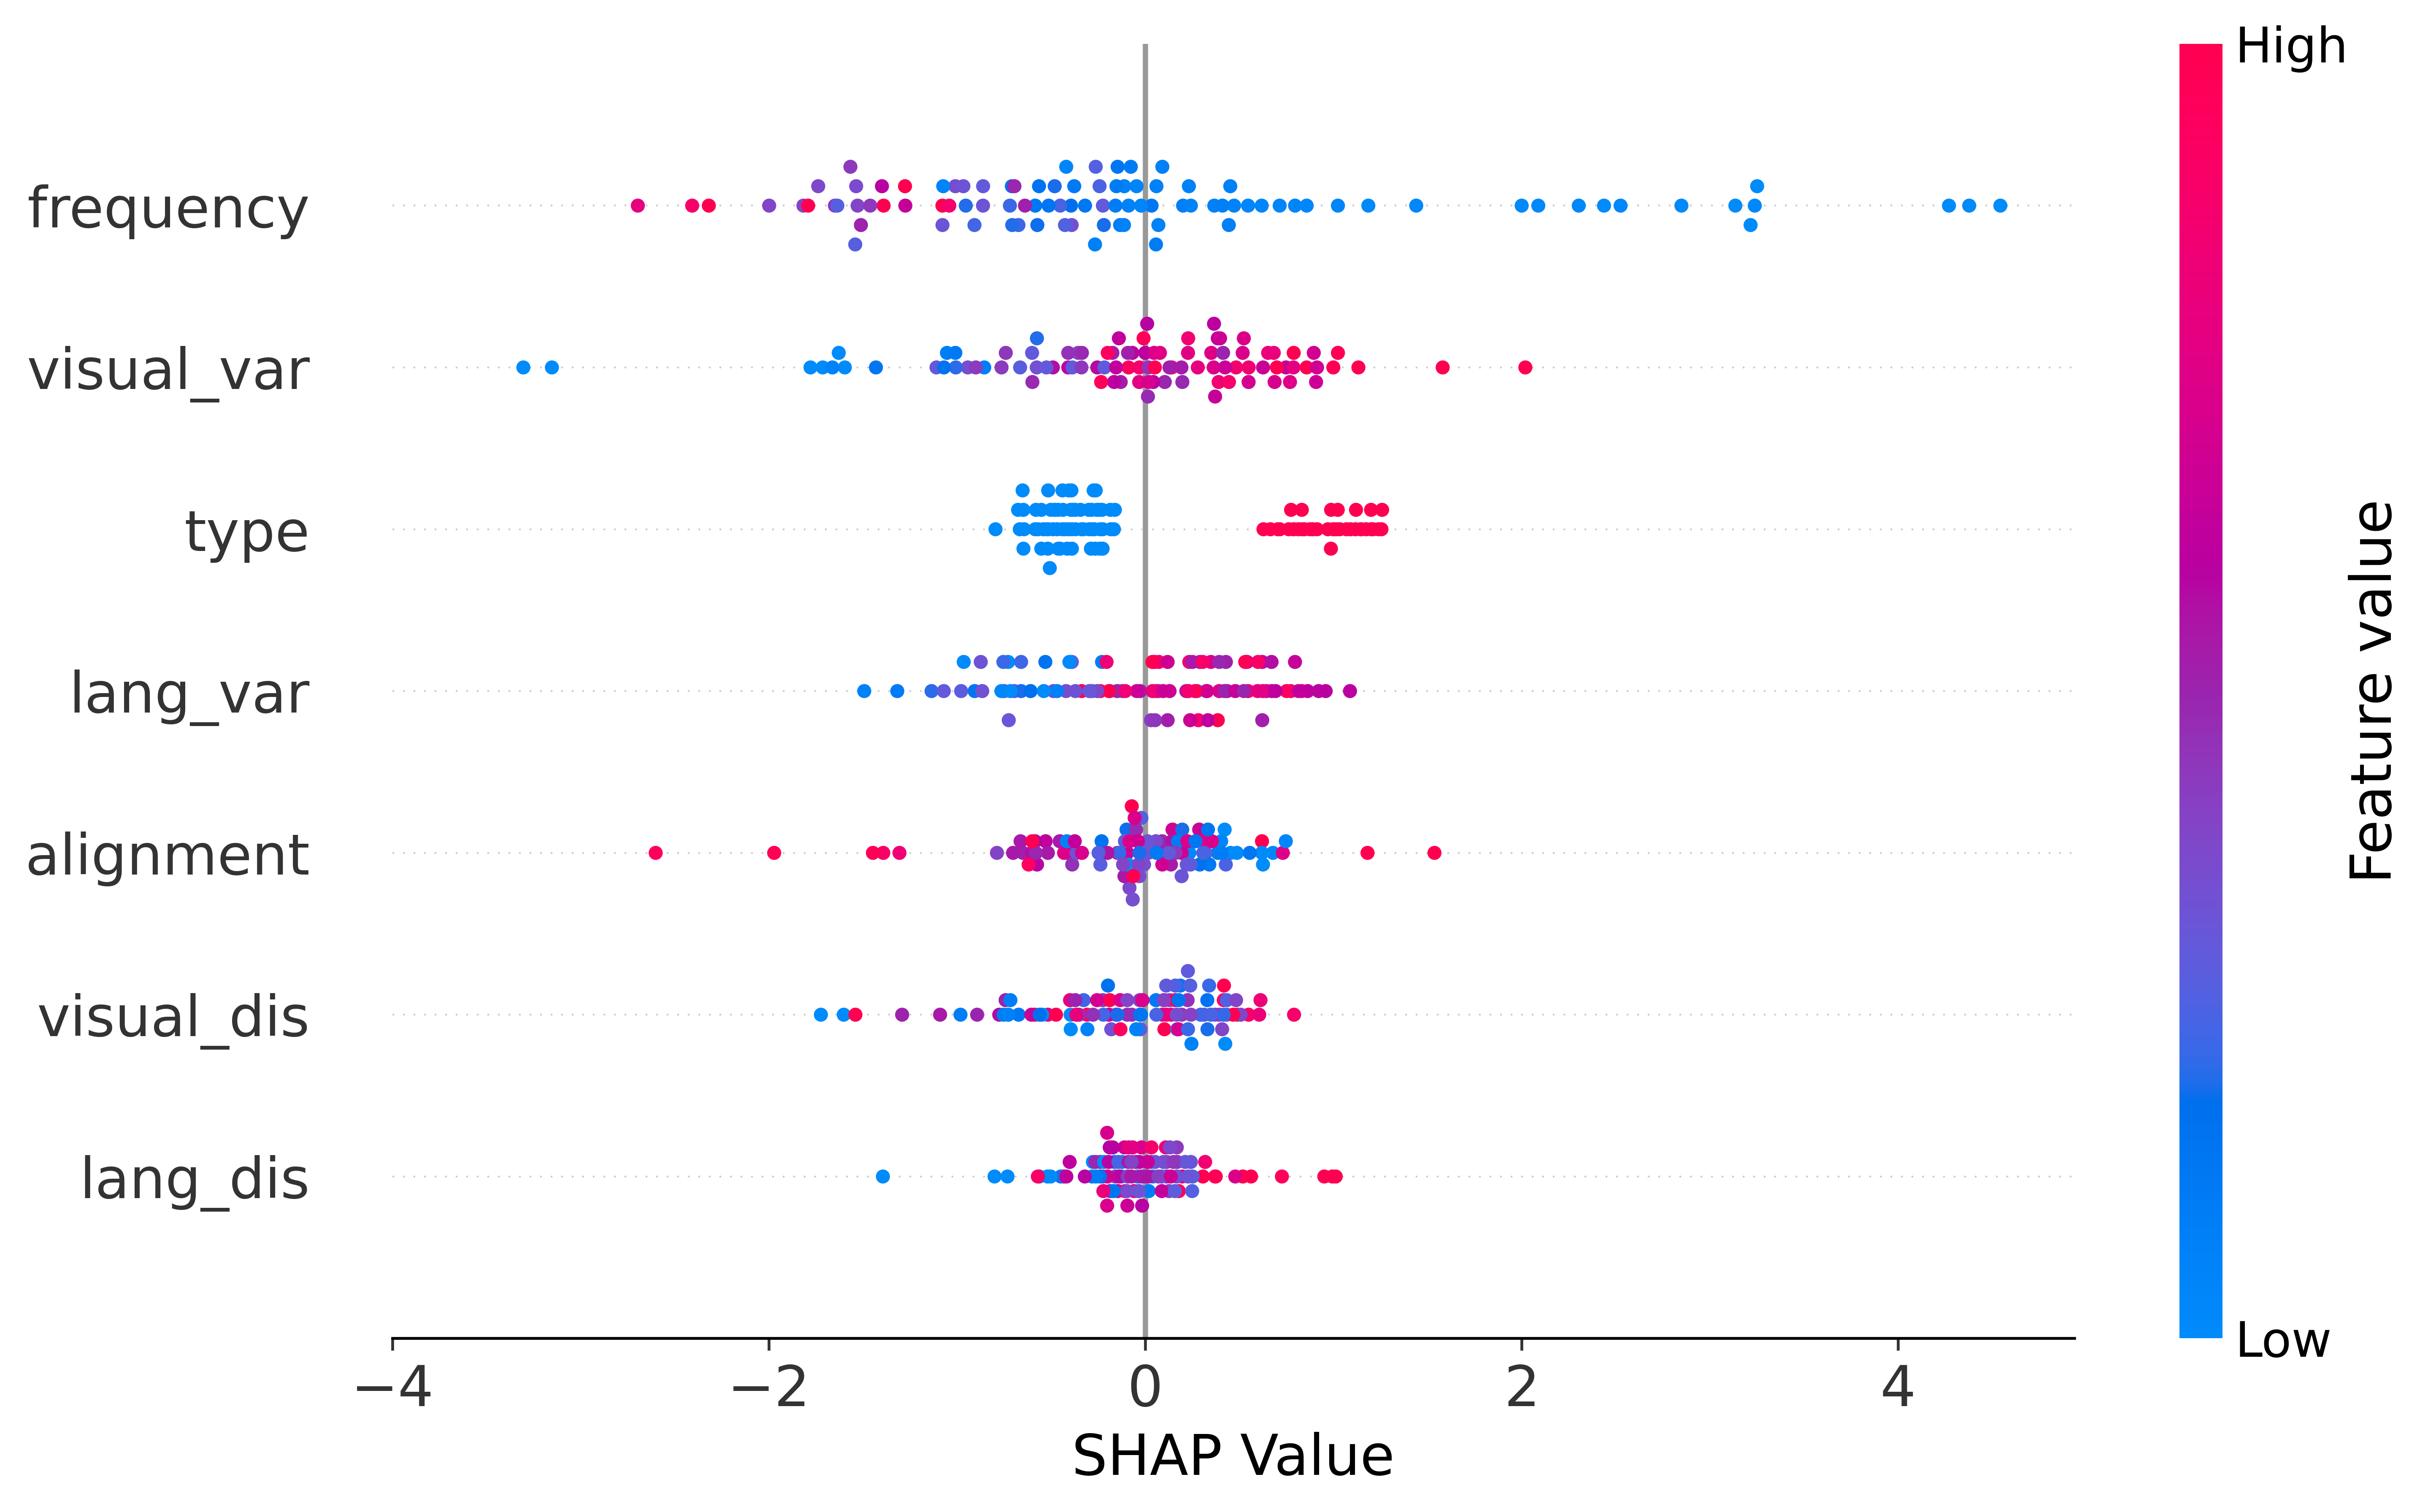 frequency
visual_var
type
lang_var
alignment
visual_dis
lang_dis
−4
−2
0
2
4
SHAP Value
High
Low
Feature value